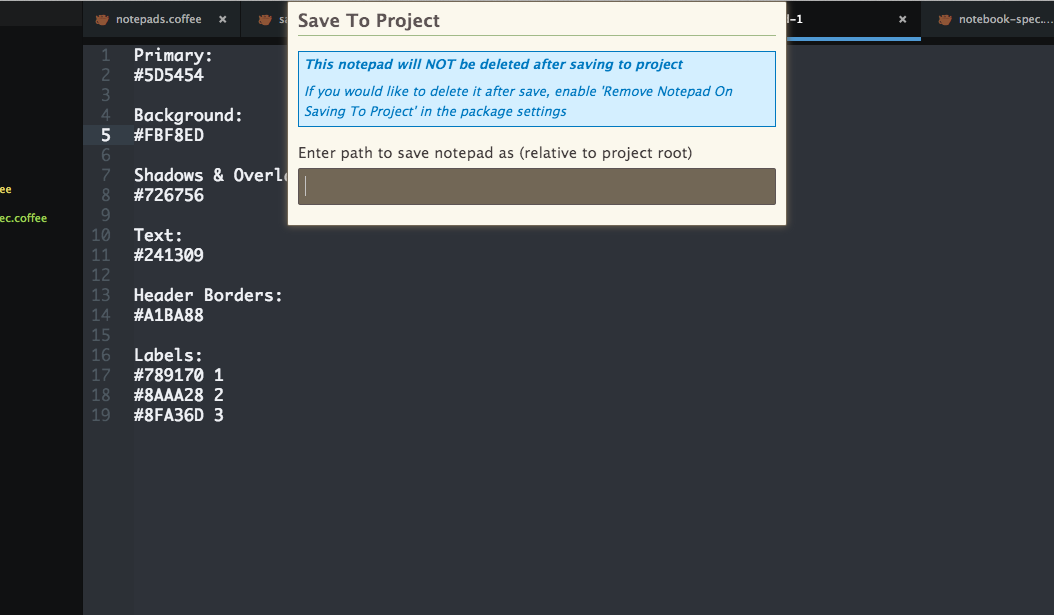 notepads.coffee
d-1
notebook-spec....
Save To Project
This notepad will NOT be deleted after saving to project
If you would like to delete it after save, enable 'Remove Notepad On
Saving To Project' in the package settings
Enter path to save notepad as (relative to project root)
ee
ec.coffee
1 Primary:
2 #5D5454
3
4 Background:
5 #FBF8ED
6
7 Shadows & Overl
8 #726756
9
10 Text:
11 #241309
12
13 Header Borders:
14 #A1BA88
15
16 Labels:
17 #789170 1
18 #8AAA28 2
19 #8FA36D 3